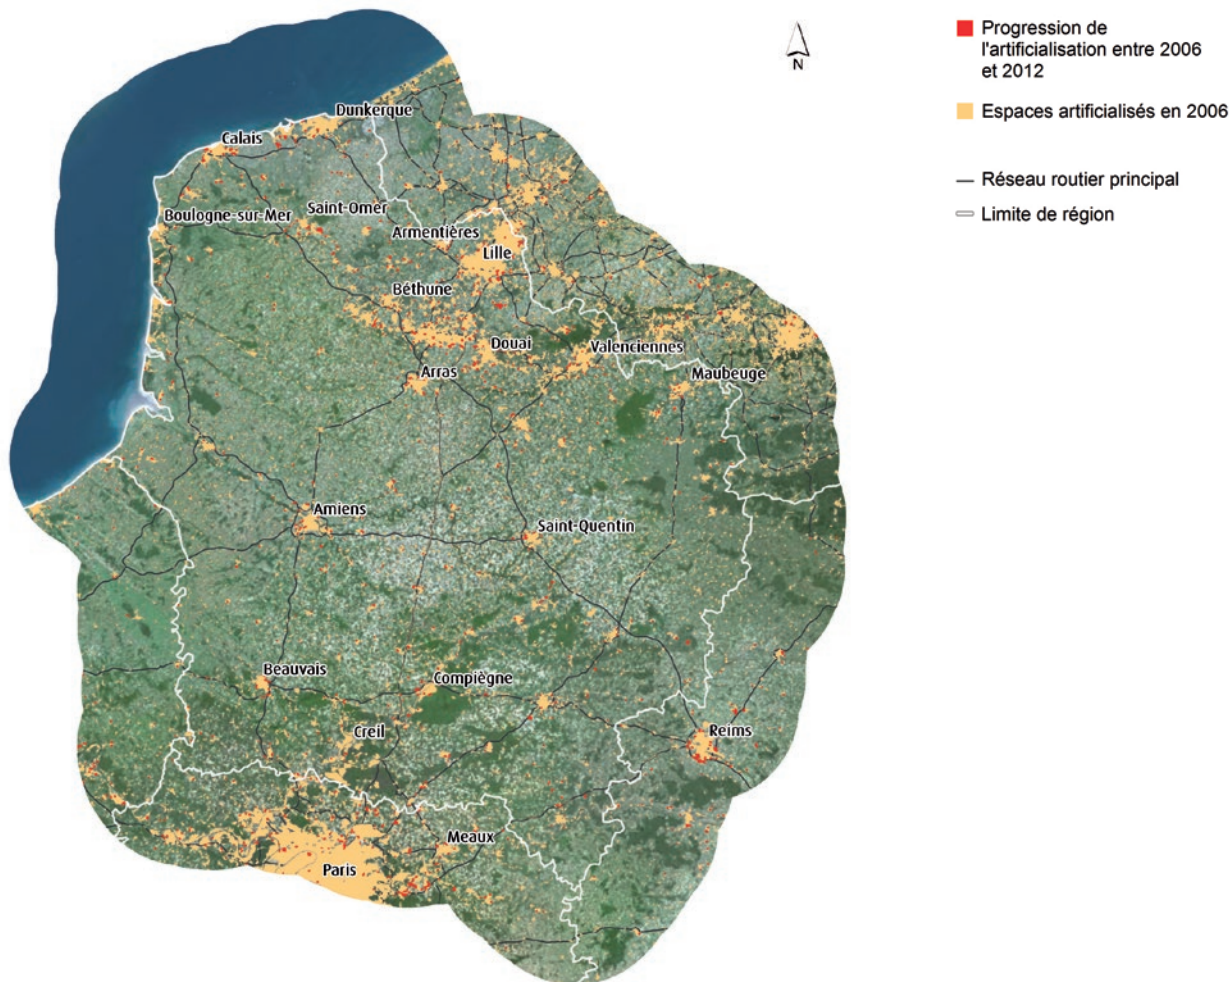 N
Progression de
l'artificialisation entre 2006
et 2012
Espaces artificialisés en 2006
Réseau routier principal
Limite de région
Dunkerque
Calais
Saint-Omer
Boulogne-sur-Mer
Armentières
Lille
Béthune
Douai
Valenciennes
Arras
Maubeuge
Amiens
Saint-Quentin
Beauvais
Compiègne
Creil
Reims
Meaux
Paris